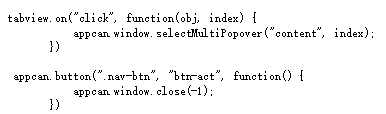 tabview.on("click", function(obj, index) {
appcan.window.selectMultiPopover("content", index);
})
appcan.button(".nav-btn", "btn-act", function() {
appcan.window.close(-1);
})